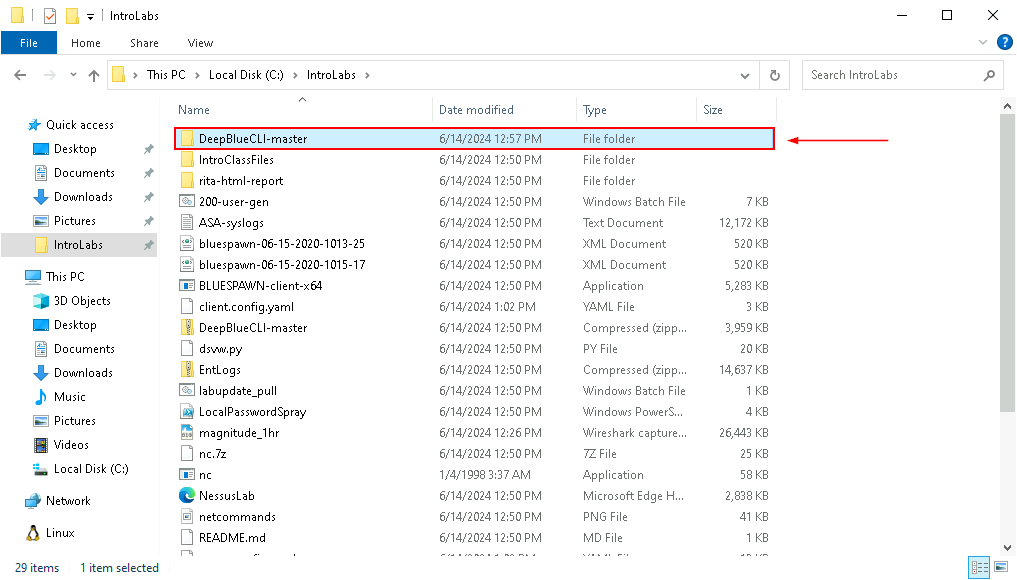 IntroLabs
File Home Share View
This PC Local Disk (C:) IntroLabs Search IntroLabs
Name Date modified Type Size
Quick access
Desktop
Documents
Downloads
Pictures
IntroLabs
This PC
3D Objects
Desktop
Documents
Downloads
Music
Pictures
Videos
Local Disk (C:)
Network
Linux
DeepBlueCLI-master 6/14/2024 12:57 PM File folder
IntroClassFiles 6/14/2024 12:50 PM File folder
rita-html-report 6/14/2024 12:50 PM File folder
200-user-gen 6/14/2024 12:50 PM Windows Batch File 7 KB
ASA-syslogs 6/14/2024 12:50 PM Text Document 12,172 KB
bluespawn-06-15-2020-1013-25 6/14/2024 12:50 PM XML Document 520 KB
bluespawn-06-15-2020-1015-17 6/14/2024 12:50 PM XML Document 520 KB
BLUESPAWN-client-x64 6/14/2024 12:50 PM Application 5,283 KB
client.config.yaml 6/14/2024 1:02 PM YAML File 3 KB
DeepBlueCLI-master 6/14/2024 12:50 PM Compressed (zipp... 3,959 KB
dsvw.py 6/14/2024 12:50 PM PY File 20 KB
EntLogs 6/14/2024 12:50 PM Compressed (zipp... 14,637 KB
labupdate_pull 6/14/2024 12:50 PM Windows Batch File 1 KB
LocalPasswordSpray 6/14/2024 12:50 PM Windows PowerS... 4 KB
magnitude_1hr 6/14/2024 12:26 PM Wireshark capture... 26,443 KB
nc.7z 6/14/2024 12:50 PM 7Z File 25 KB
nc 1/4/1998 3:37 AM Application 58 KB
NessusLab 6/14/2024 12:50 PM Microsoft Edge H... 2,838 KB
netcommands 6/14/2024 12:50 PM PNG File 41 KB
README.md 6/14/2024 12:50 PM MD File 1 KB
29 items 1 item selected